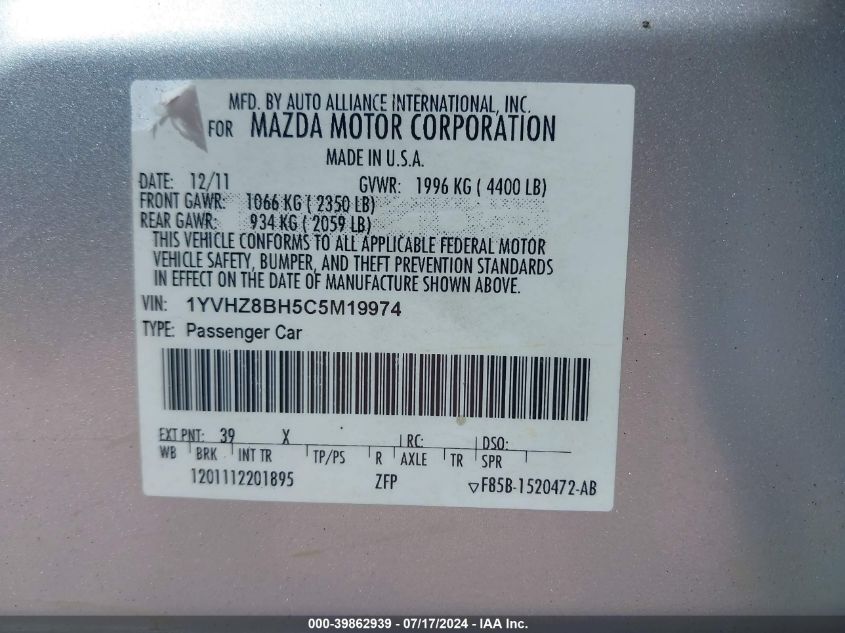 MFD. BY AUTO ALLIANCE INTERNATIONAL, INC.
FOR MAZDA MOTOR CORPORATION
MADE IN U.S.A.
DATE: 12/11 GVWR: 1996 KG ( 4400 LB)
FRONT GAWR: 1066 KG ( 2350 LB)
REAR GAWR: 934 KG ( 2059 LB)
THIS VEHICLE CONFORMS TO ALL APPLICABLE FEDERAL MOTOR
VEHICLE SAFETY, BUMPER, AND THEFT PREVENTION STANDARDS
IN EFFECT ON THE DATE OF MANUFACTURE SHOWN ABOVE.
VIN: 1YVHZ8BH5C5M19974
TYPE: Passenger Car
EXT PNT: 39 X RC: DSO:
WB BRK INT TR TP/PS R AXLE TR SPR
1201112201895 ZFP ▽F85B-1520472-AB
000-39862939 - 07/17/2024 - IAA Inc.